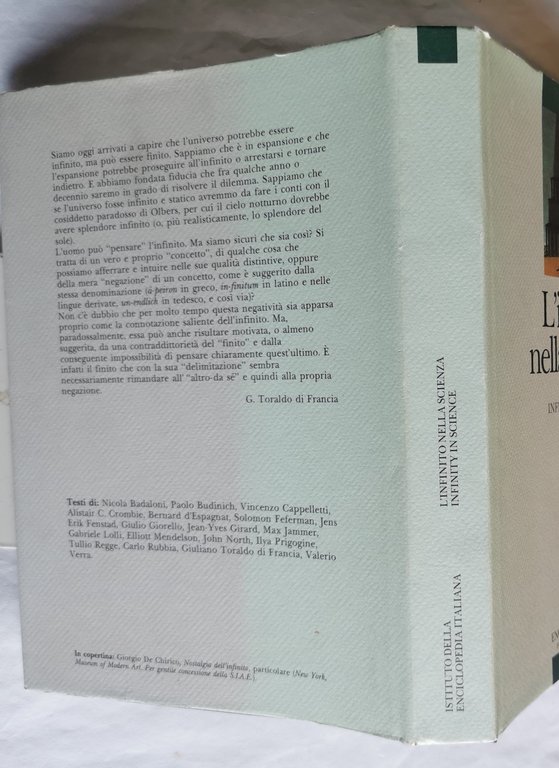 Siamo oggi arrivati a capire che l'universo potrebbe essere
infinito, ma può essere finito. Sappiamo che è in espansione e che
l'espansione potrebbe proseguire all'infinito o arrestarsi e tornare
indietro. E abbiamo fondata fiducia che fra qualche anno o
decennio saremo in grado di risolvere il dilemma. Sappiamo che
se l'universo fosse infinito e statico avremmo da fare i conti con il
cosiddetto paradosso di Olbers, per cui il cielo notturno dovrebbe
avere splendore infinito (o, più realisticamente, lo splendore del
sole).
L'uomo può "pensare" l'infinito. Ma siamo sicuri che sia così? Si
tratta di un vero e proprio "concetto", di qualche cosa che
possiamo afferrare e intuire nelle sue qualità distintive, oppure
della mera "negazione" di un concetto, come è suggerito dalla
stessa denominazione (á-peiron in greco, in-finitum in latino e nelle
lingue derivate, un-endlich in tedesco, e così via)?
Non c'è dubbio che per molto tempo questa negatività sia apparsa
proprio come la connotazione saliente dell'infinito. Ma,
paradossalmente, essa può anche risultare motivata, o almeno
suggerita, da una contraddittorietà del "finito" e dalla
conseguente impossibilità di pensare chiaramente quest'ultimo. È
infatti il finito che con la sua "delimitazione" sembra
necessariamente rimandare all'"altro-da sé" e quindi alla propria
negazione.
G. Toraldo di Francia
Testi di: Nicola Badaloni, Paolo Budinich, Vincenzo Cappelletti,
Alistair C. Crombie, Bernard d'Espagnat, Solomon Feferman, Jens
Erik Fenstad, Giulio Giorello, Jean-Yves Girard, Max Jammer,
Gabriele Lolli, Elliott Mendelson, John North, Ilya Prigogine,
Tullio Regge, Carlo Rubbia, Giuliano Toraldo di Francia, Valerio
Verra.
In copertina: Giorgio De Chirico, Nostalgia dell'infinito, particolare (New York,
Museum of Modern Art. Per gentile concessione della S.I.A.E.).
L'INFINITO NELLA SCIENZA
INFINITY IN SCIENCE
ISTITUTO DELLA
ENCICLOPEDIA ITALIANA